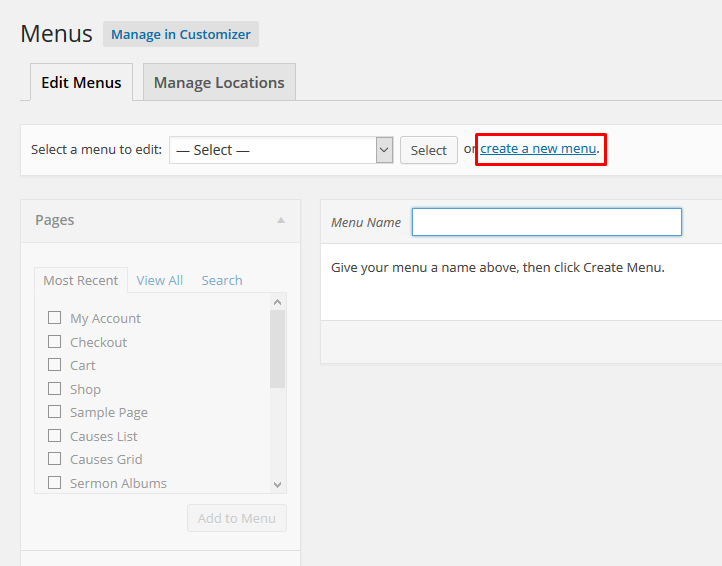 Menus Manage in Customizer
Edit Menus Manage Locations
Select a menu to edit: — Select — Select or create a new menu.
Pages
Menu Name
Give your menu a name above, then click Create Menu.
Most Recent View All Search
My Account
Checkout
Cart
Shop
Sample Page
Causes List
Causes Grid
Sermon Albums
Add to Menu